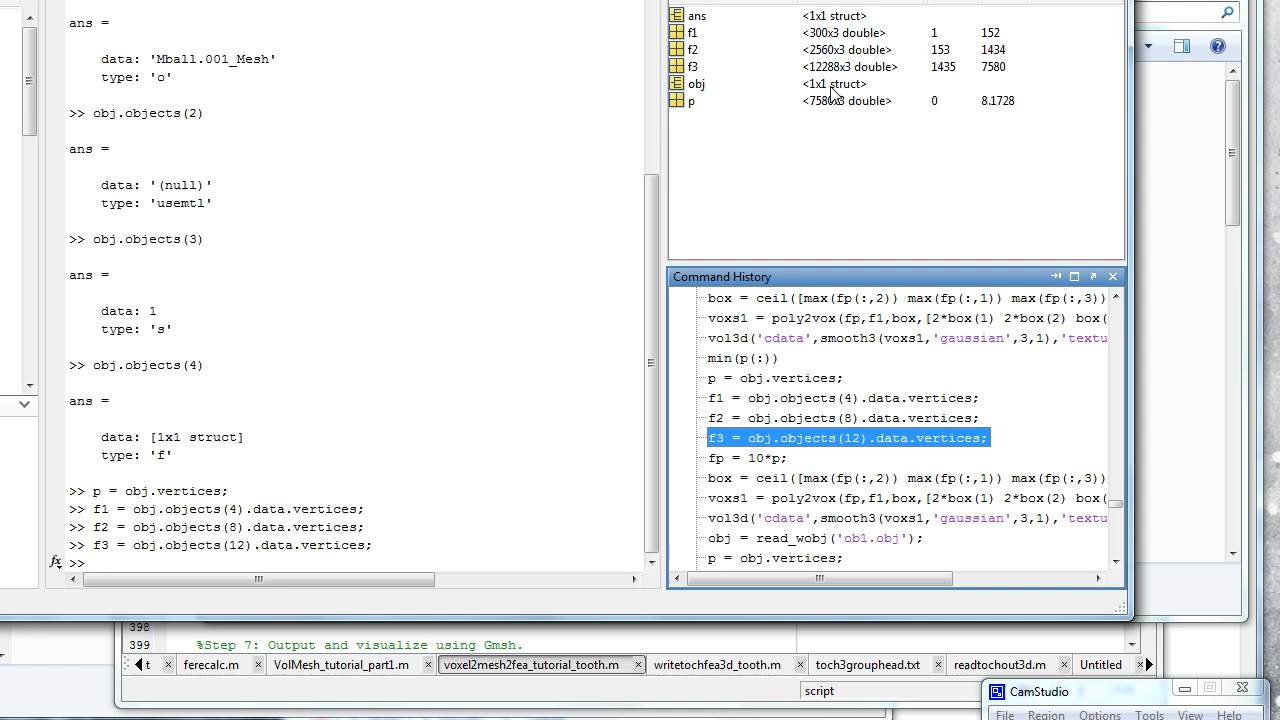 ans =
data: 'Mball.001_Mesh'
type: 'o'
>> obj.objects(2)
ans =
data: '(null)'
type: 'usemtl'
>> obj.objects(3)
ans =
data: 1
type: 's'
>> obj.objects(4)
ans =
data: [1x1 struct]
type: 'f'
>> p = obj.vertices;
>> f1 = obj.objects(4).data.vertices;
>> f2 = obj.objects(8).data.vertices;
>> f3 = obj.objects(12).data.vertices;
fx >>
ans <1x1 struct>
f1 <300x3 double> 1 152
f2 <2560x3 double> 153 1434
f3 <12288x3 double> 1435 7580
obj <1x1 struct>
p <7580x3 double> 0 8.1728
Command History
box = ceil([max(fp(:,2)) max(fp(:,1)) max(fp(:,3))
voxs1 = poly2vox(fp,f1,box,[2*box(1) 2*box(2) box(
vol3d('cdata',smooth3(voxs1,'gaussian',3,1),'textu
min(p(:))
p = obj.vertices;
f1 = obj.objects(4).data.vertices;
f2 = obj.objects(8).data.vertices;
f3 = obj.objects(12).data.vertices;
fp = 10*p;
box = ceil([max(fp(:,2)) max(fp(:,1)) max(fp(:,3))
voxs1 = poly2vox(fp,f1,box,[2*box(1) 2*box(2) box(
vol3d('cdata',smooth3(voxs1,'gaussian',3,1),'textu
obj = read_wobj('ob1.obj');
p = obj.vertices;
398
399 %Step 7: Output and visualize using Gmsh.
t ferecalc.m VolMesh_tutorial_part1.m voxel2mesh2fea_tutorial_tooth.m writetochfea3d_tooth.m toch3grouphead.txt readtochout3d.m Untitled
script
CamStudio
File Region Options Tools View Help